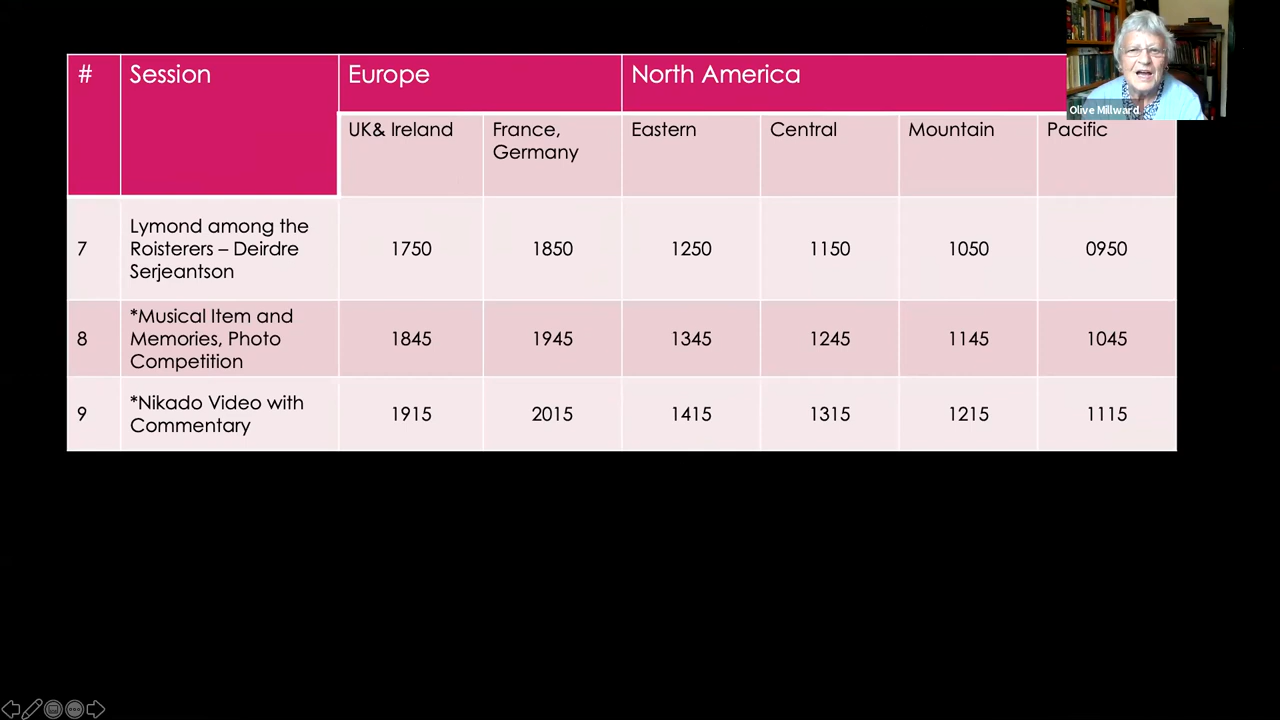 # Session Europe North America
UK& Ireland France, Germany Eastern Central Mountain Pacific
7 Lymond among the Roisterers – Deirdre Serjeantson 1750 1850 1250 1150 1050 0950
8 *Musical Item and Memories, Photo Competition 1845 1945 1345 1245 1145 1045
9 *Nikado Video with Commentary 1915 2015 1415 1315 1215 1115
Olive Millward